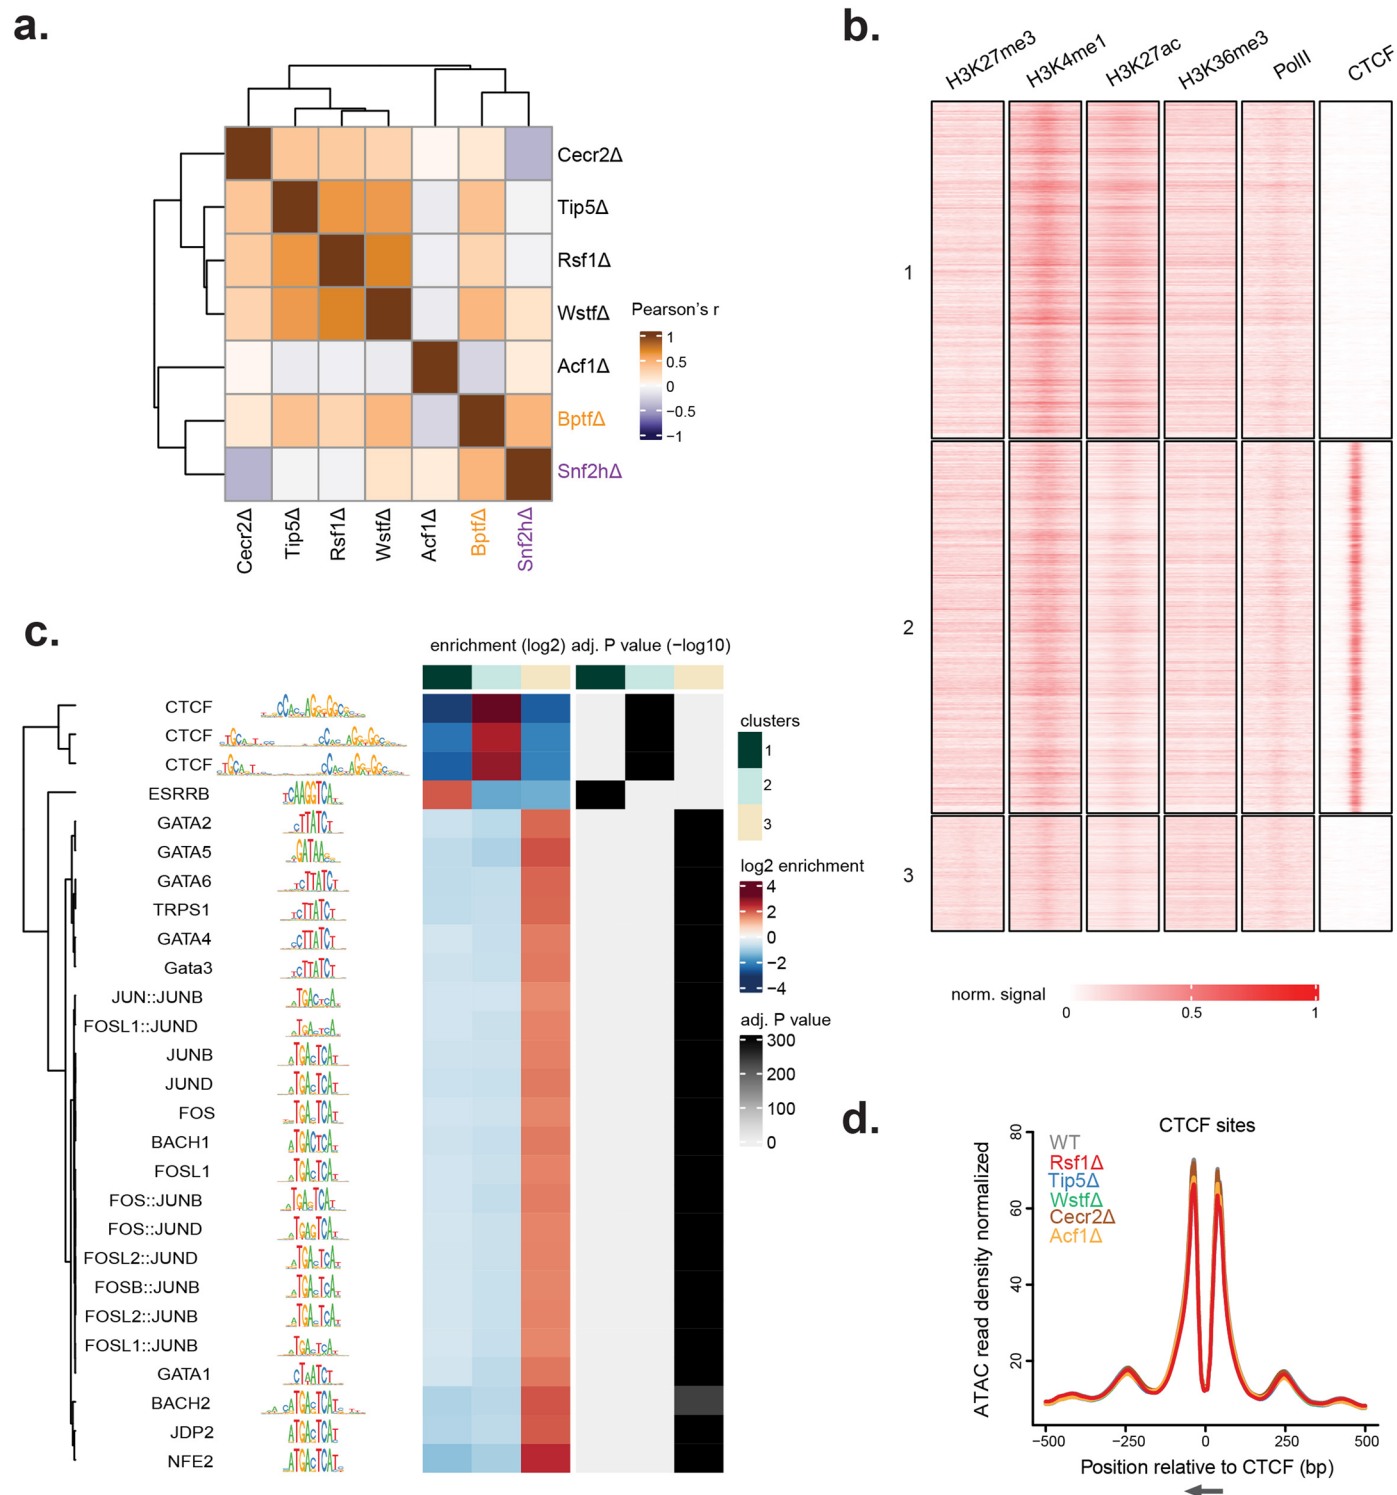 a.
Cecr2Δ
Tip5Δ
Rsf1Δ
WstfΔ
Acf1Δ
BptfΔ
Snf2hΔ
Cecr2Δ
Tip5Δ
Rsf1Δ
WstfΔ
Acf1Δ
BptfΔ
Snf2hΔ
Pearson's r
1
0.5
0
−0.5
−1
b.
H3K27me3
H3K4me1
H3K27ac
H3K36me3
PolII
CTCF
1
2
3
norm. signal
0
0.5
1
c.
enrichment (log2) adj. P value (−log10)
CTCF
CTCF
CTCF
ESRRB
GATA2
GATA5
GATA6
TRPS1
GATA4
Gata3
JUN::JUNB
FOSL1::JUND
JUNB
JUND
FOS
BACH1
FOSL1
FOS::JUNB
FOS::JUND
FOSL2::JUND
FOSB::JUNB
FOSL2::JUNB
FOSL1::JUNB
GATA1
BACH2
JDP2
NFE2
clusters
1
2
3
log2 enrichment
4
2
0
−2
−4
adj. P value
300
200
100
0
d.
CTCF sites
WT
Rsf1Δ
Tip5Δ
WstfΔ
Cecr2Δ
Acf1Δ
ATAC read density normalized
80
60
40
20
−500
−250
0
250
500
Position relative to CTCF (bp)